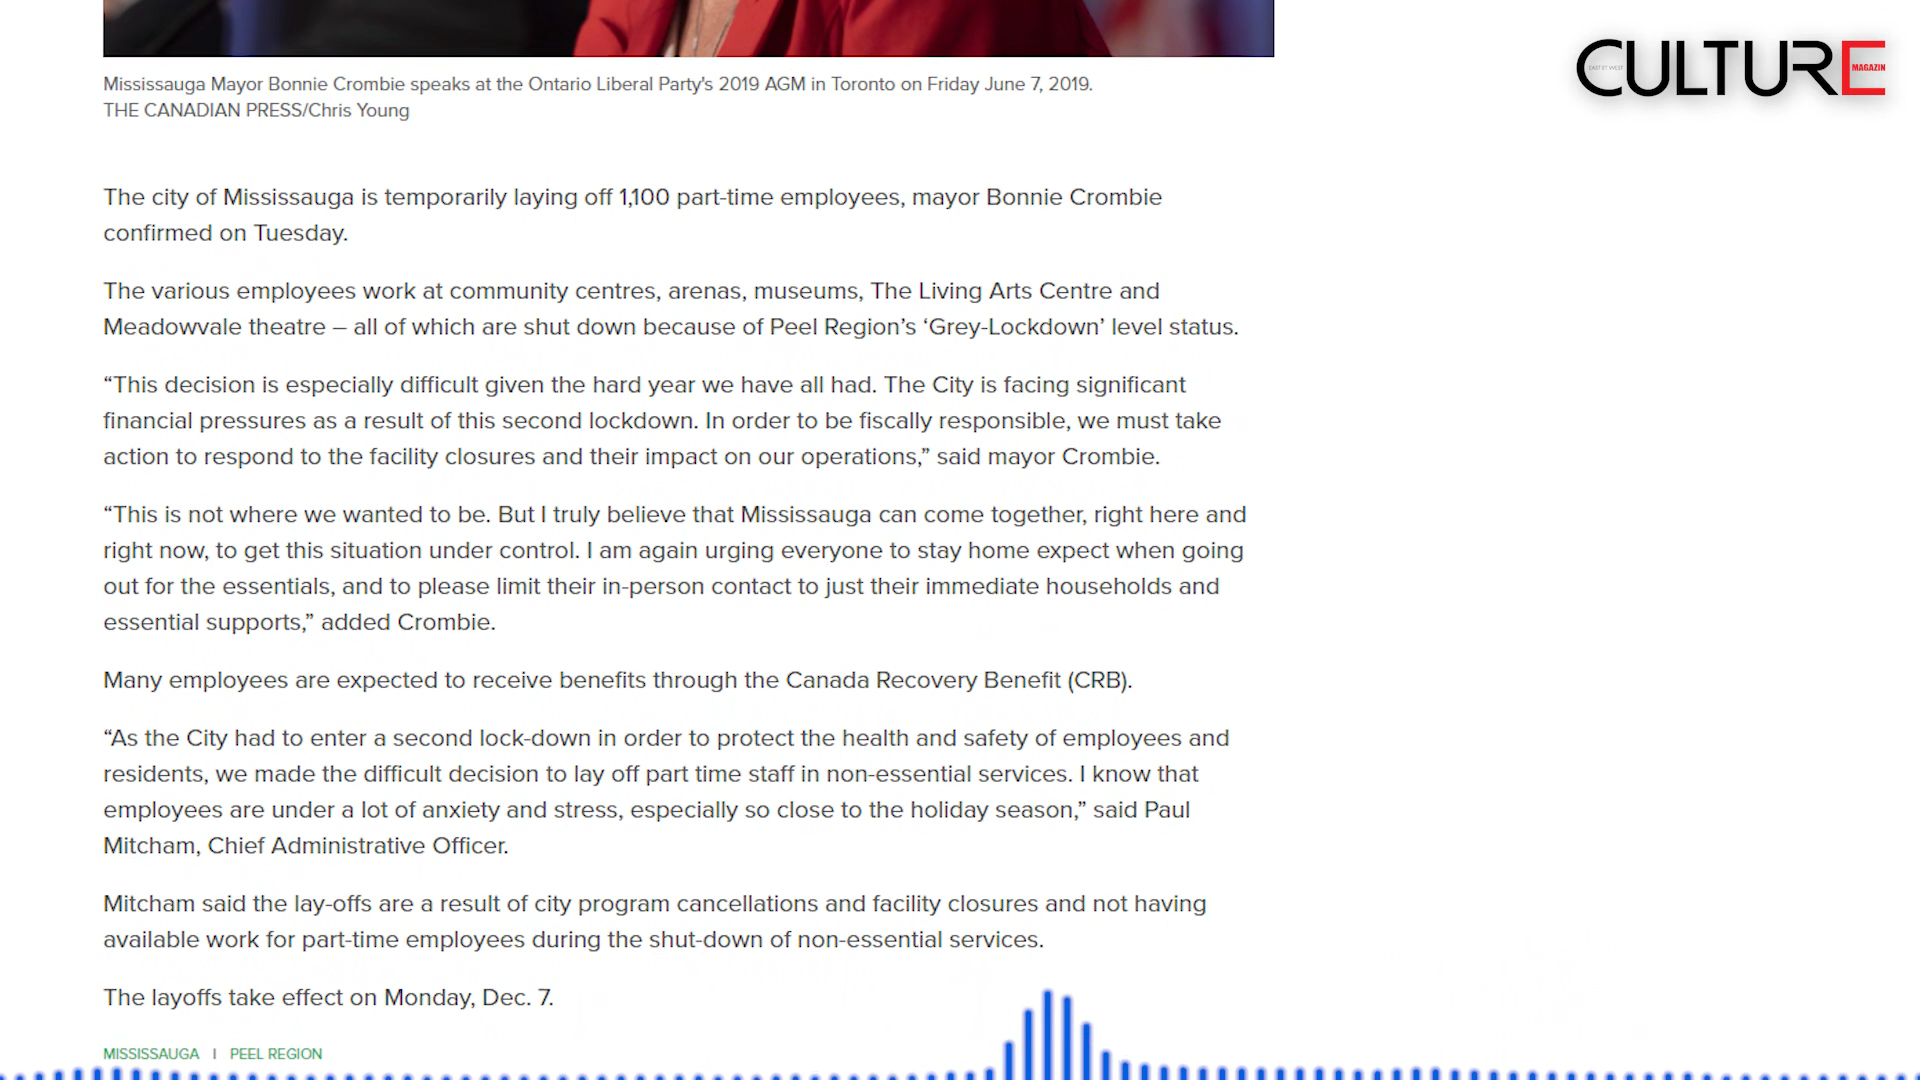 CULTURE
EAST ET WEST
MAGAZIN
Mississauga Mayor Bonnie Crombie speaks at the Ontario Liberal Party's 2019 AGM in Toronto on Friday June 7, 2019.
THE CANADIAN PRESS/Chris Young
The city of Mississauga is temporarily laying off 1,100 part-time employees, mayor Bonnie Crombie
confirmed on Tuesday.
The various employees work at community centres, arenas, museums, The Living Arts Centre and
Meadowvale theatre – all of which are shut down because of Peel Region’s ‘Grey-Lockdown’ level status.
“This decision is especially difficult given the hard year we have all had. The City is facing significant
financial pressures as a result of this second lockdown. In order to be fiscally responsible, we must take
action to respond to the facility closures and their impact on our operations,” said mayor Crombie.
“This is not where we wanted to be. But I truly believe that Mississauga can come together, right here and
right now, to get this situation under control. I am again urging everyone to stay home expect when going
out for the essentials, and to please limit their in-person contact to just their immediate households and
essential supports,” added Crombie.
Many employees are expected to receive benefits through the Canada Recovery Benefit (CRB).
“As the City had to enter a second lock-down in order to protect the health and safety of employees and
residents, we made the difficult decision to lay off part time staff in non-essential services. I know that
employees are under a lot of anxiety and stress, especially so close to the holiday season,” said Paul
Mitcham, Chief Administrative Officer.
Mitcham said the lay-offs are a result of city program cancellations and facility closures and not having
available work for part-time employees during the shut-down of non-essential services.
The layoffs take effect on Monday, Dec. 7.
MISSISSAUGA | PEEL REGION